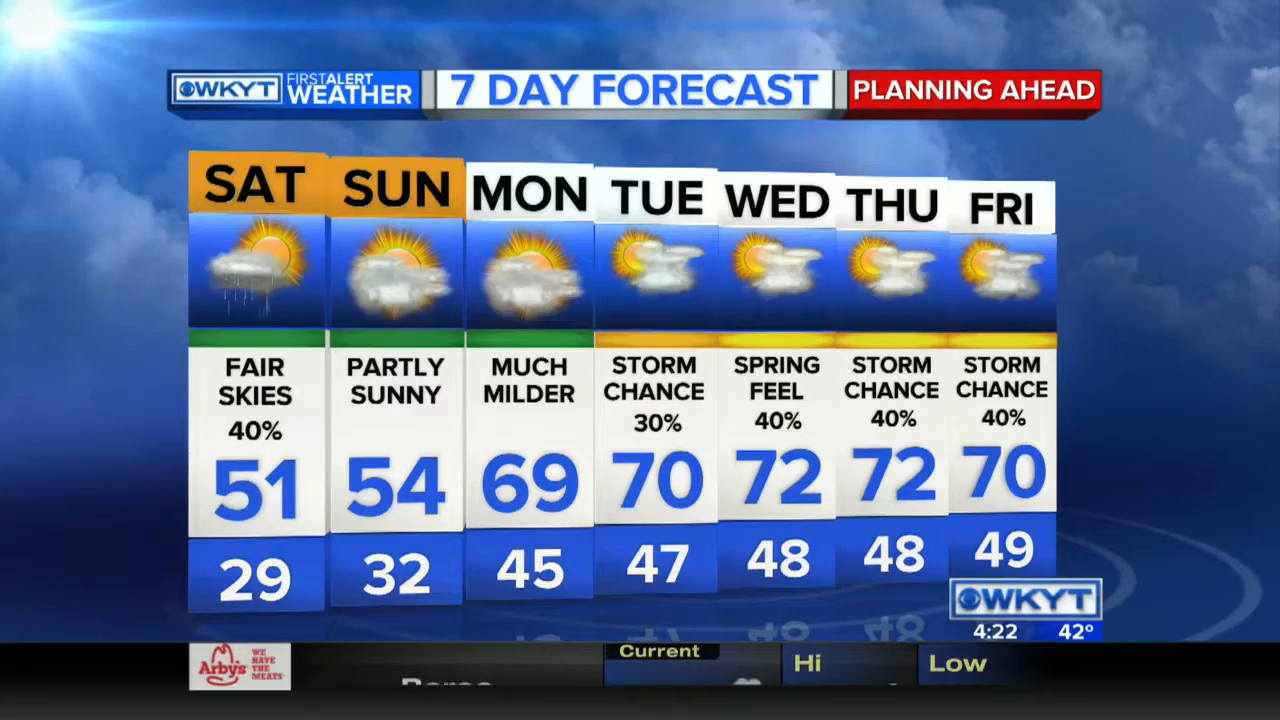 WKYT FIRST ALERT WEATHER 7 DAY FORECAST PLANNING AHEAD
SAT SUN MON TUE WED THU FRI
FAIR SKIES 40%
PARTLY SUNNY
MUCH MILDER
STORM CHANCE 30%
SPRING FEEL 40%
STORM CHANCE 40%
STORM CHANCE 40%
51 54 69 70 72 72 70
29 32 45 47 48 48 49
WKYT
4:22 42°
Arby's WE HAVE THE MEATS
Current Hi Low